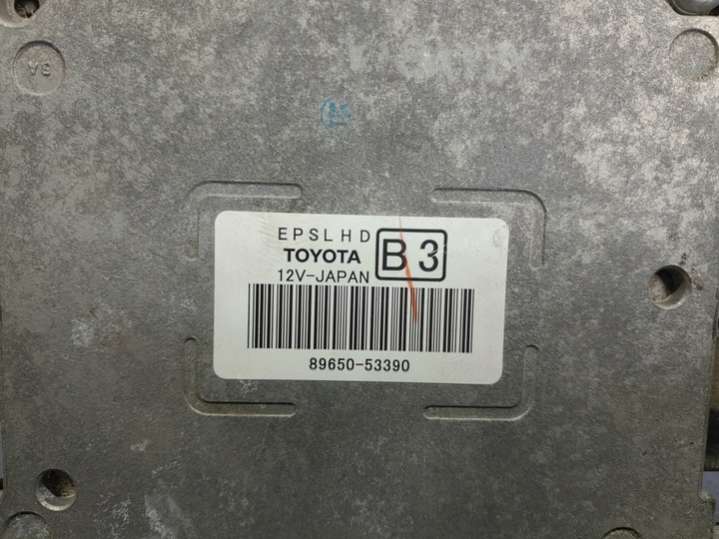 EPSLHD
TOYOTA
B3
12V-JAPAN
89650-53390